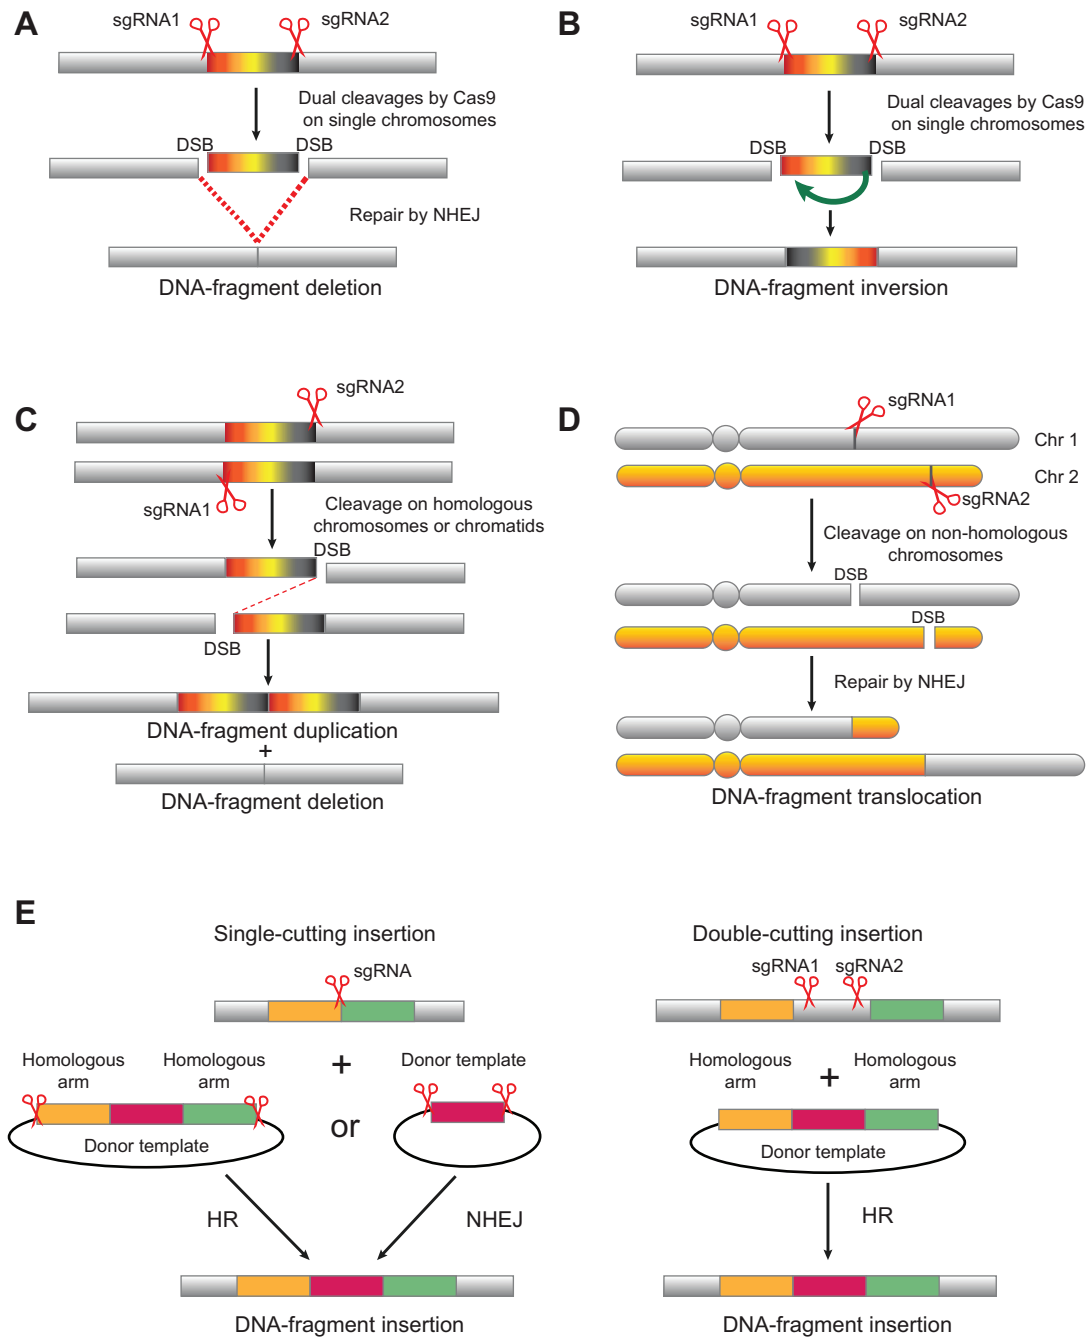 A
sgRNA1
sgRNA2
Dual cleavages by Cas9
on single chromosomes
DSB
DSB
Repair by NHEJ
DNA-fragment deletion
B
sgRNA1
sgRNA2
Dual cleavages by Cas9
on single chromosomes
DSB
DSB
DNA-fragment inversion
C
sgRNA2
sgRNA1
Cleavage on homologous
chromosomes or chromatids
DSB
DSB
DNA-fragment duplication
+
DNA-fragment deletion
D
sgRNA1
Chr 1
Chr 2
sgRNA2
Cleavage on non-homologous
chromosomes
DSB
DSB
Repair by NHEJ
DNA-fragment translocation
E
Single-cutting insertion
sgRNA
Homologous
arm
Homologous
arm
+
Donor template
Donor template
or
HR
NHEJ
DNA-fragment insertion
Double-cutting insertion
sgRNA1
sgRNA2
Homologous
arm
+
Homologous
arm
Donor template
HR
DNA-fragment insertion